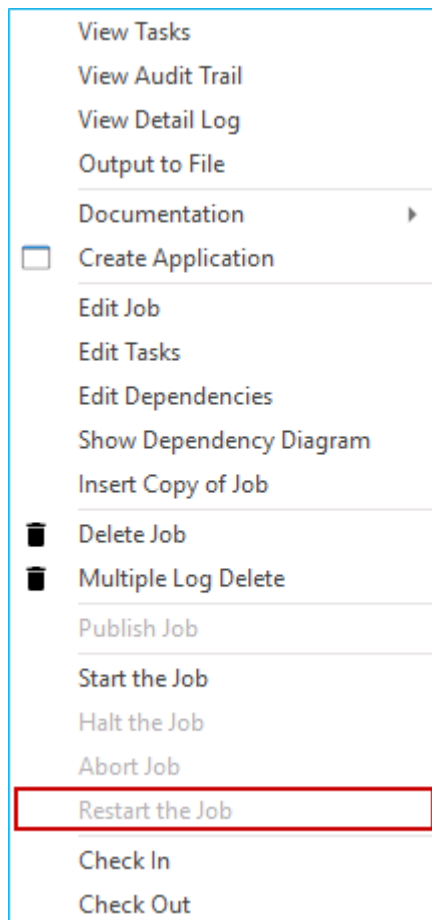 View Tasks
View Audit Trail
View Detail Log
Output to File
Documentation
Create Application
Edit Job
Edit Tasks
Edit Dependencies
Show Dependency Diagram
Insert Copy of Job
Delete Job
Multiple Log Delete
Publish Job
Start the Job
Halt the Job
Abort Job
Restart the Job
Check In
Check Out